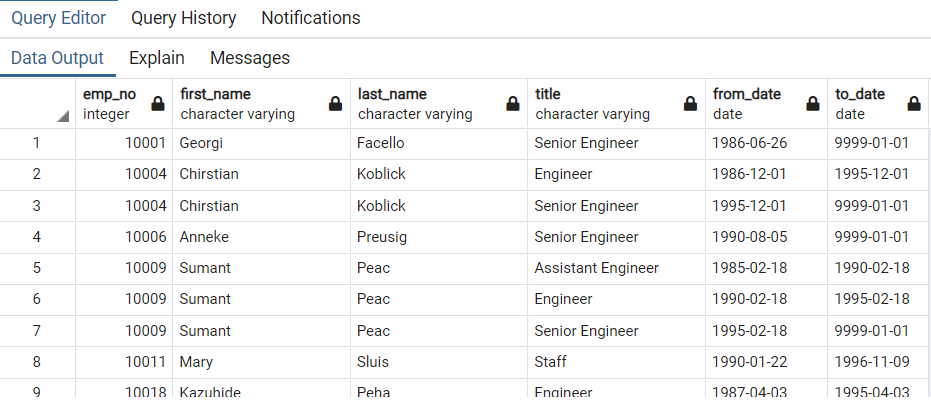 Query Editor Query History Notifications
Data Output Explain Messages
emp_no first_name last_name title from_date to_date
integer character varying character varying character varying date date
1 10001 Georgi Facello Senior Engineer 1986-06-26 9999-01-01
2 10004 Chirstian Koblick Engineer 1986-12-01 1995-12-01
3 10004 Chirstian Koblick Senior Engineer 1995-12-01 9999-01-01
4 10006 Anneke Preusig Senior Engineer 1990-08-05 9999-01-01
5 10009 Sumant Peac Assistant Engineer 1985-02-18 1990-02-18
6 10009 Sumant Peac Engineer 1990-02-18 1995-02-18
7 10009 Sumant Peac Senior Engineer 1995-02-18 9999-01-01
8 10011 Mary Sluis Staff 1990-01-22 1996-11-09
9 10018 Kazuhide Peha Engineer 1987-04-03 1995-04-03